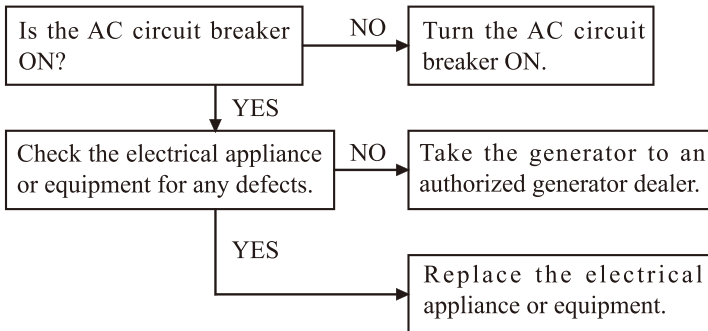 Is the AC circuit breaker
ON?
NO
Turn the AC circuit
breaker ON.
YES
Check the electrical appliance
or equipment for any defects.
NO
Take the generator to an
authorized generator dealer.
YES
Replace the electrical
appliance or equipment.